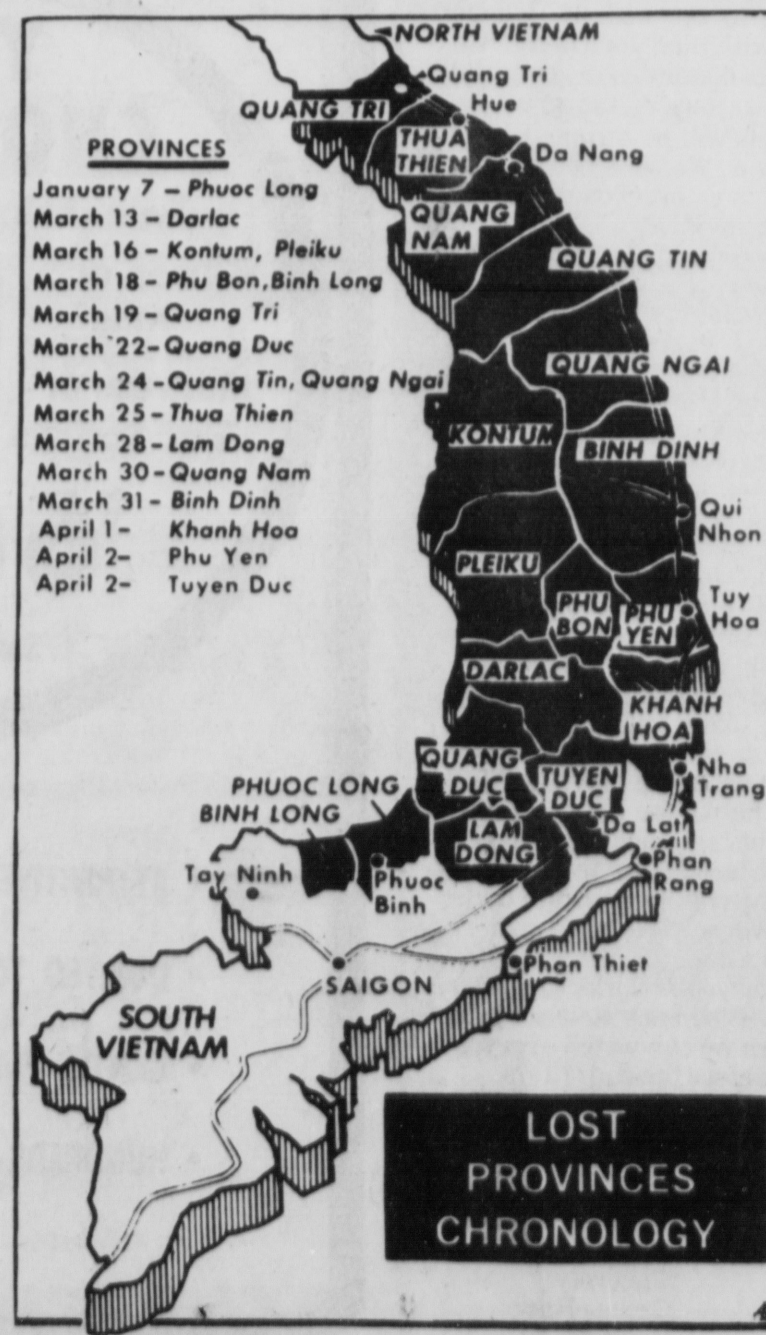 NORTH VIETNAM
Quang Tri
Hue
QUANG TRI
THUA
THIEN
Da Nang
PROVINCES
January 7 – Phuoc Long
March 13 – Darlac
March 16 – Kontum, Pleiku
March 18 – Phu Bon, Binh Long
March 19 – Quang Tri
March 22 – Quang Duc
March 24 – Quang Tin, Quang Ngai
March 25 – Thua Thien
March 28 – Lam Dong
March 30 – Quang Nam
March 31 – Binh Dinh
April 1– Khanh Hoa
April 2– Phu Yen
April 2– Tuyen Duc
QUANG
NAM
QUANG TIN
QUANG NGAI
KONTUM
BINH DINH
Qui
Nhon
PLEIKU
PHU
BON
PHU
YEN
Tuy
Hoa
DARLAC
KHANH
HOA
QUANG
DUC
TUYEN
DUC
Nha
Trang
PHUOC LONG
BINH LONG
LAM
DONG
Da Lat
Tay Ninh
Phuoc
Binh
Phan
Rang
SAIGON
Phan Thiet
SOUTH
VIETNAM
LOST
PROVINCES
CHRONOLOGY